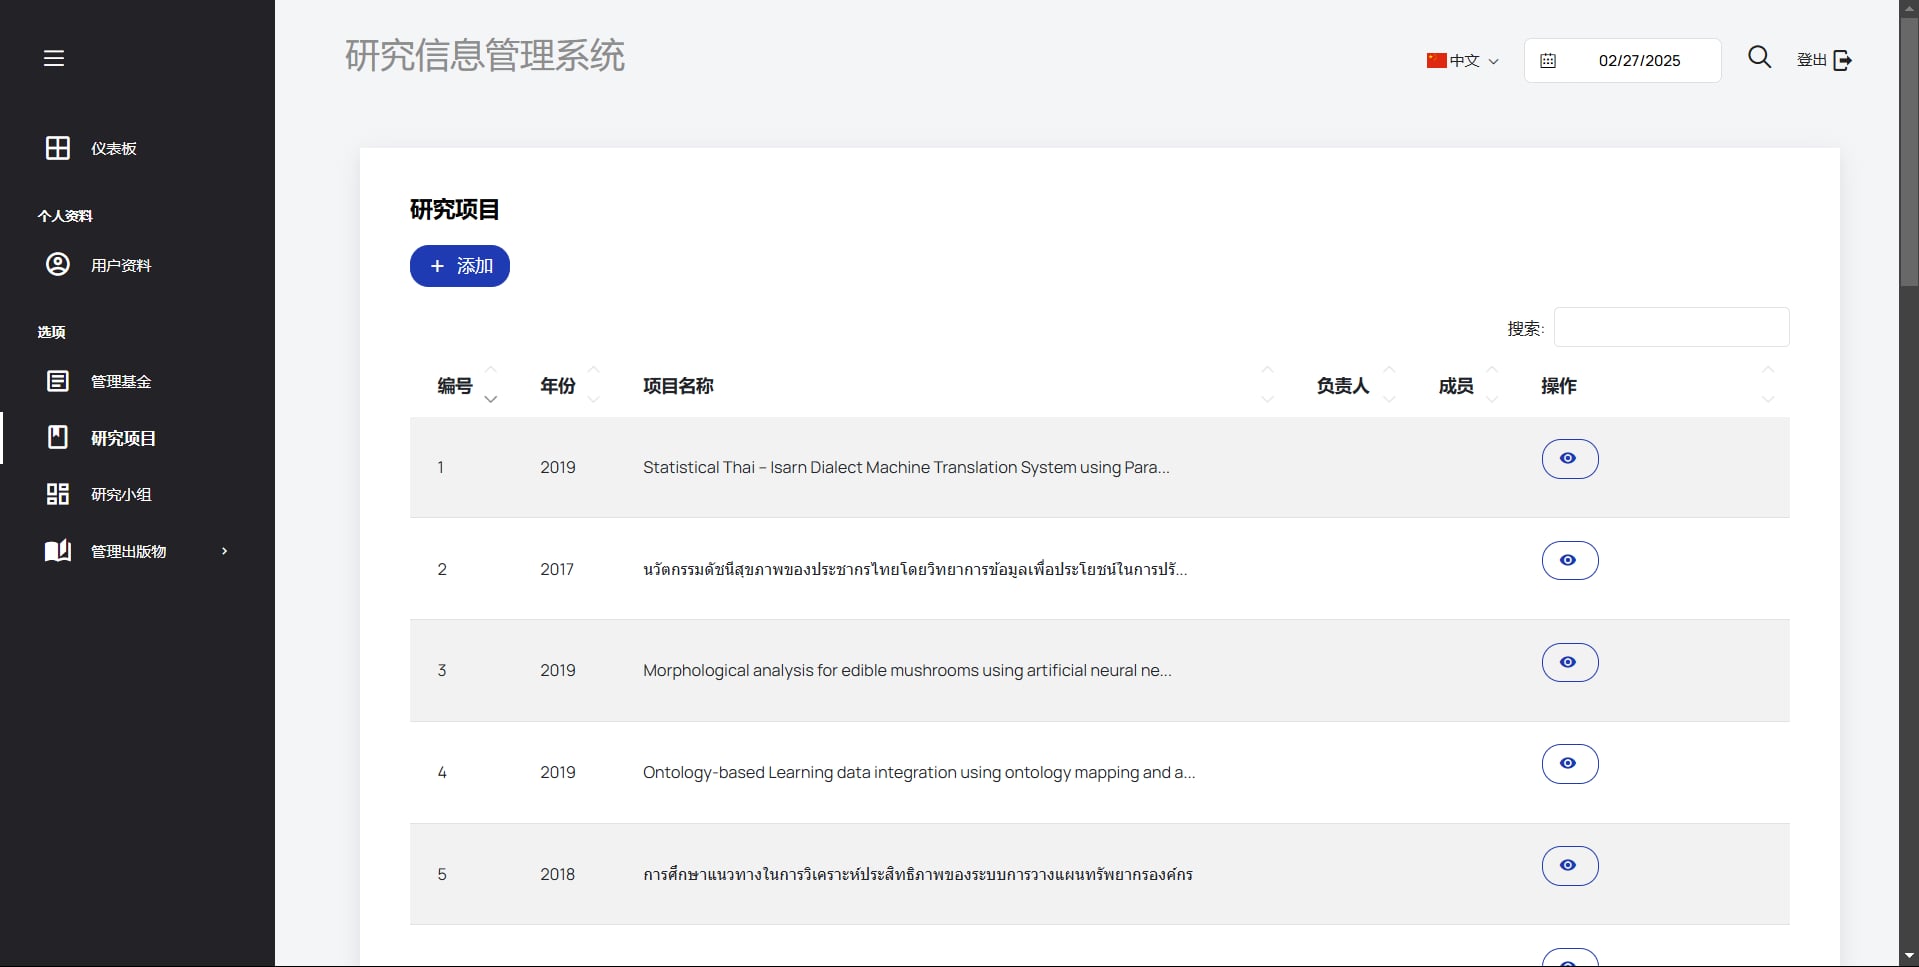 研究信息管理系统
中文
02/27/2025
登出
仪表板
个人资料
用户资料
选项
管理基金
研究项目
研究小组
管理出版物
研究项目
+ 添加
搜索:
编号 年份 项目名称 负责人 成员 操作
1 2019 Statistical Thai – Isarn Dialect Machine Translation System using Para...
2 2017 นวัตกรรมดัชนีสุขภาพของประชากรไทยโดยวิทยาการข้อมูลเพื่อประโยชน์ในการปรั...
3 2019 Morphological analysis for edible mushrooms using artificial neural ne...
4 2019 Ontology-based Learning data integration using ontology mapping and a...
5 2018 การศึกษาแนวทางในการวิเคราะห์ประสิทธิภาพของระบบการวางแผนทรัพยากรองค์กร